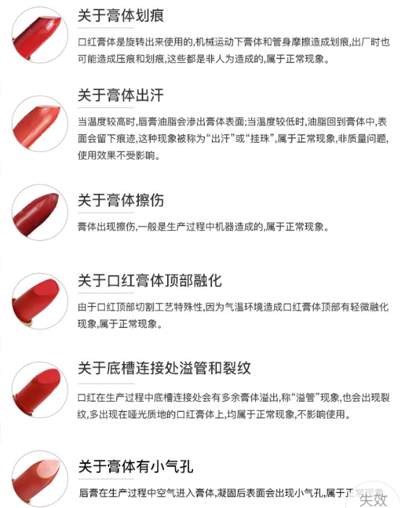 关于膏体划痕
口红膏体是旋转出来使用的,机械运动下膏体和管身摩擦造成划痕,出厂时也
可能造成压痕和划痕,这些都是非人为造成的,属于正常现象。
关于膏体出汗
当温度较高时,唇膏油脂会渗出膏体表面;当温度较低时,油脂回到膏体中,表
面会留下痕迹,这种现象被称为“出汗”或“挂珠”,属于正常现象,非质量问题,
使用效果不受影响。
关于膏体擦伤
膏体出现擦伤,一般是生产过程中机器造成的,属于正常现象。
关于口红膏体顶部融化
由于口红顶部切割工艺特殊性,因为气温环境造成口红膏体顶部有轻微融化
现象,属于正常现象。
关于底槽连接处溢管和裂纹
口红在生产过程中底槽连接处会有多余膏体溢出,称“溢管”现象,也会出现裂
纹,多出现在哑光质地的口红膏体上,均属于正常现象,不影响使用。
关于膏体有小气孔
唇膏在生产过程中空气进入膏体,凝固后表面会出现小气孔,属于正常现象
失效